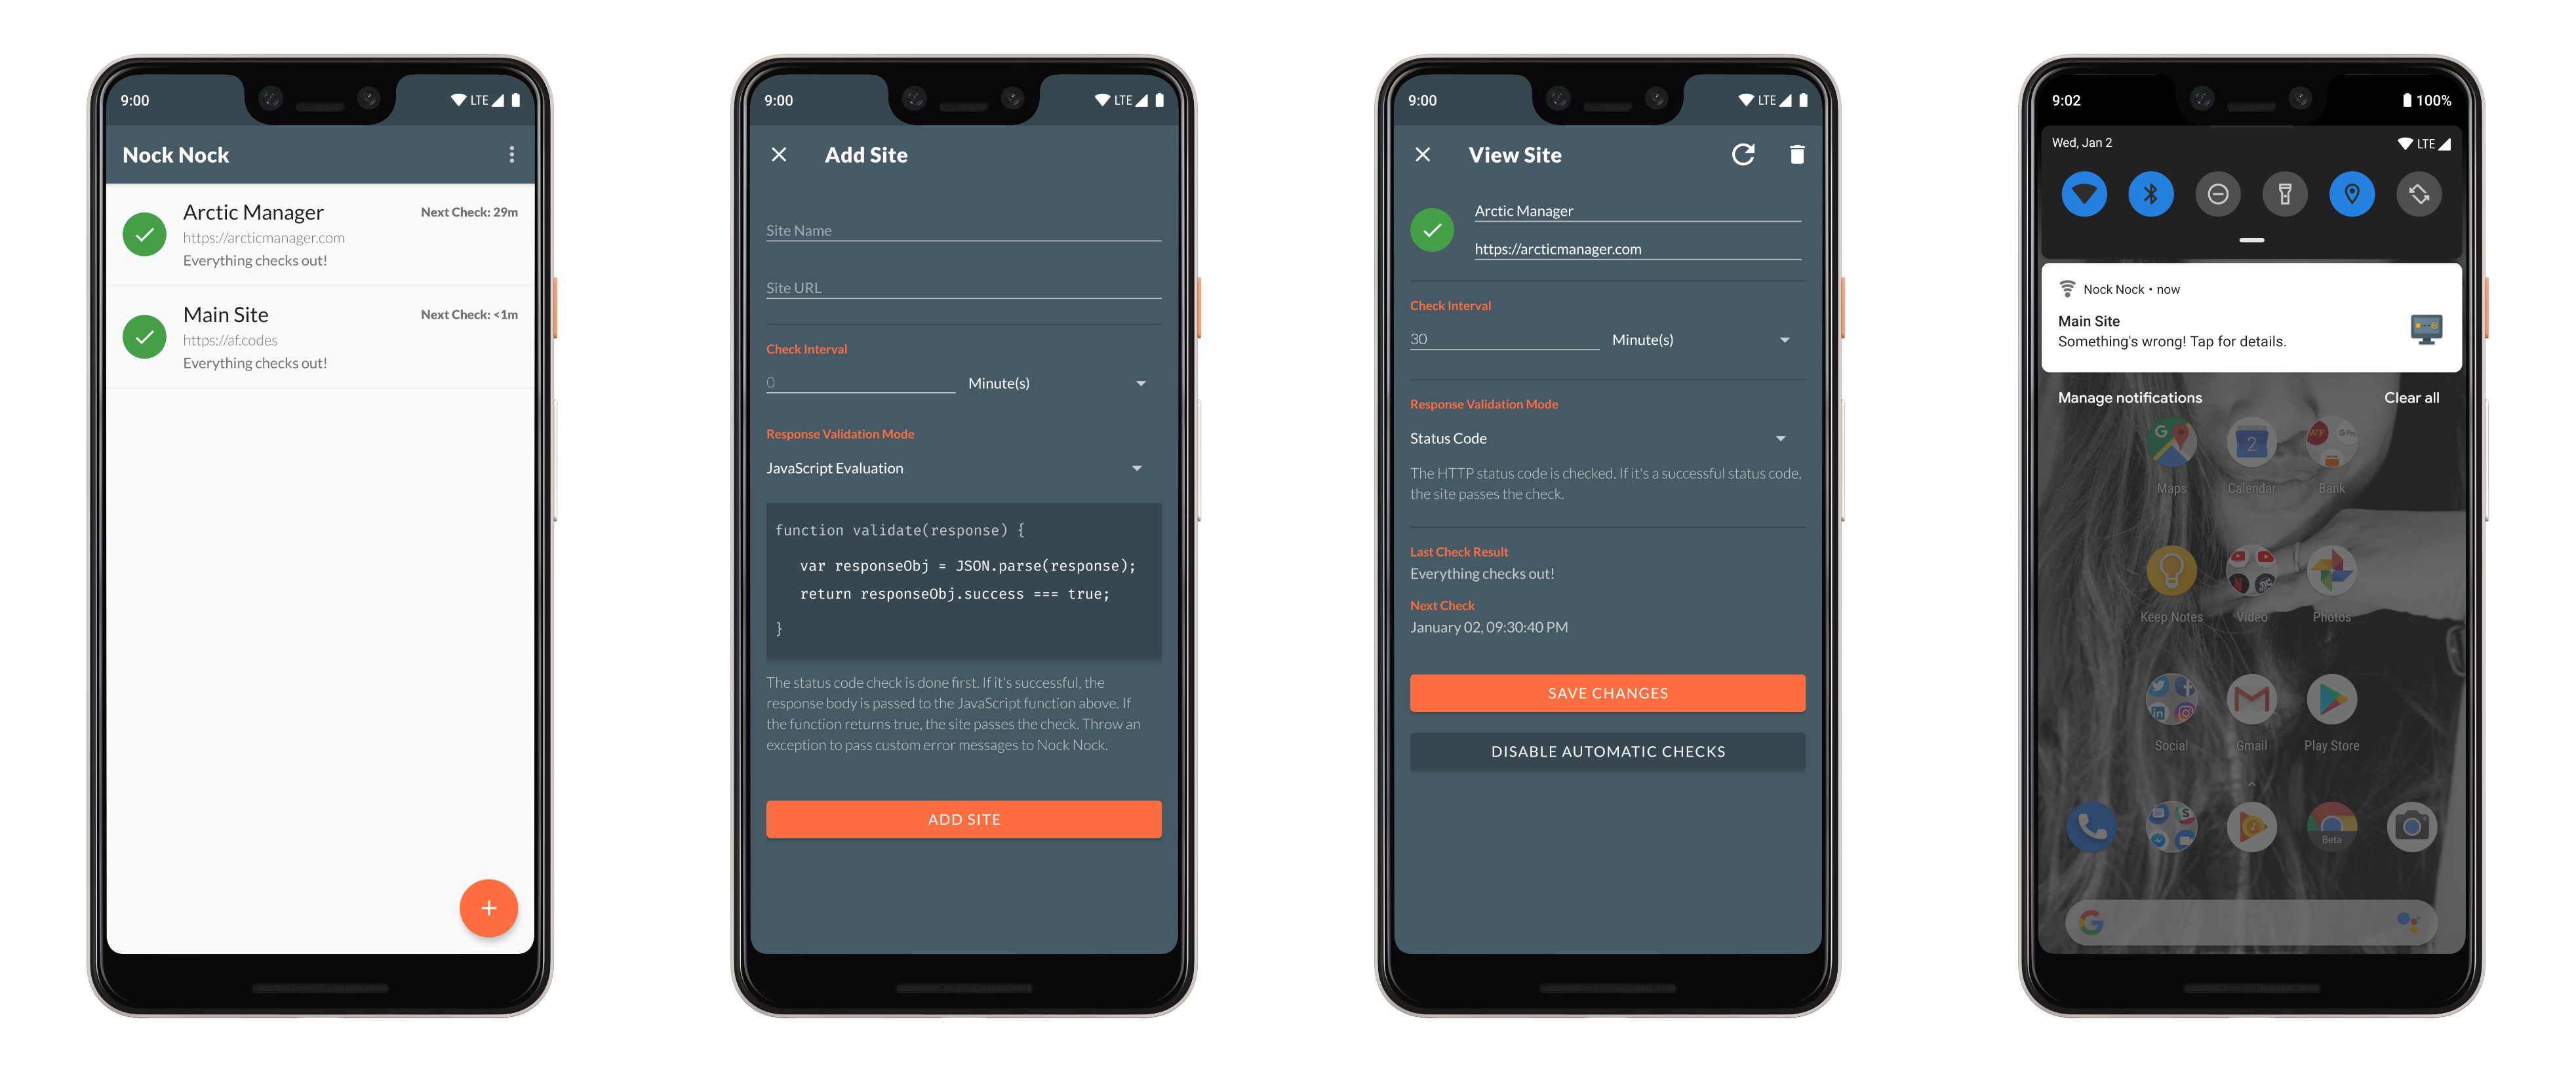 9:00
LTE
Nock Nock
Arctic Manager
Next Check: 29m
https://arcticmanager.com
Everything checks out!
Main Site
Next Check: <1m
https://af.codes
Everything checks out!
+
9:00
LTE
Add Site
Site Name
Site URL
Check Interval
0
Minute(s)
Response Validation Mode
JavaScript Evaluation
function validate(response) {
var responseObj = JSON.parse(response);
return responseObj.success === true;
}
The status code check is done first. If it's successful, the
response body is passed to the JavaScript function above. If
the function returns true, the site passes the check. Throw an
exception to pass custom error messages to Nock Nock.
ADD SITE
9:00
LTE
View Site
Arctic Manager
https://arcticmanager.com
Check Interval
30
Minute(s)
Response Validation Mode
Status Code
The HTTP status code is checked. If it's a successful status code,
the site passes the check.
Last Check Result
Everything checks out!
Next Check
January 02, 09:30:40 PM
SAVE CHANGES
DISABLE AUTOMATIC CHECKS
9:02
100%
Wed, Jan 2
LTE
Nock Nock • now
Main Site
Something's wrong! Tap for details.
Manage notifications
Clear all
G
2
WF
Maps
Calendar
Bank
Keep Notes
Video
Photos
in
Social
Gmail
Play Store
Beta
G